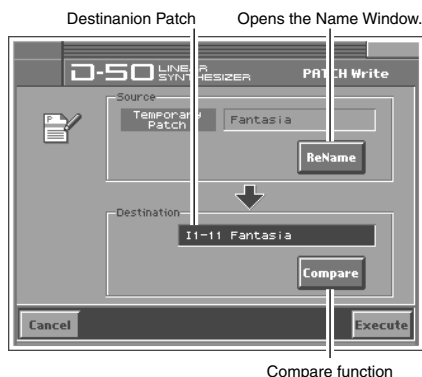 Destinanion Patch
Opens the Name Window.
D-50 LINEAR SYNTHESIZER
PATCH Write
Source
Temporary Patch
Fantasia
ReName
Destination
I1-11 Fantasia
Compare
Cancel
Execute
Compare function